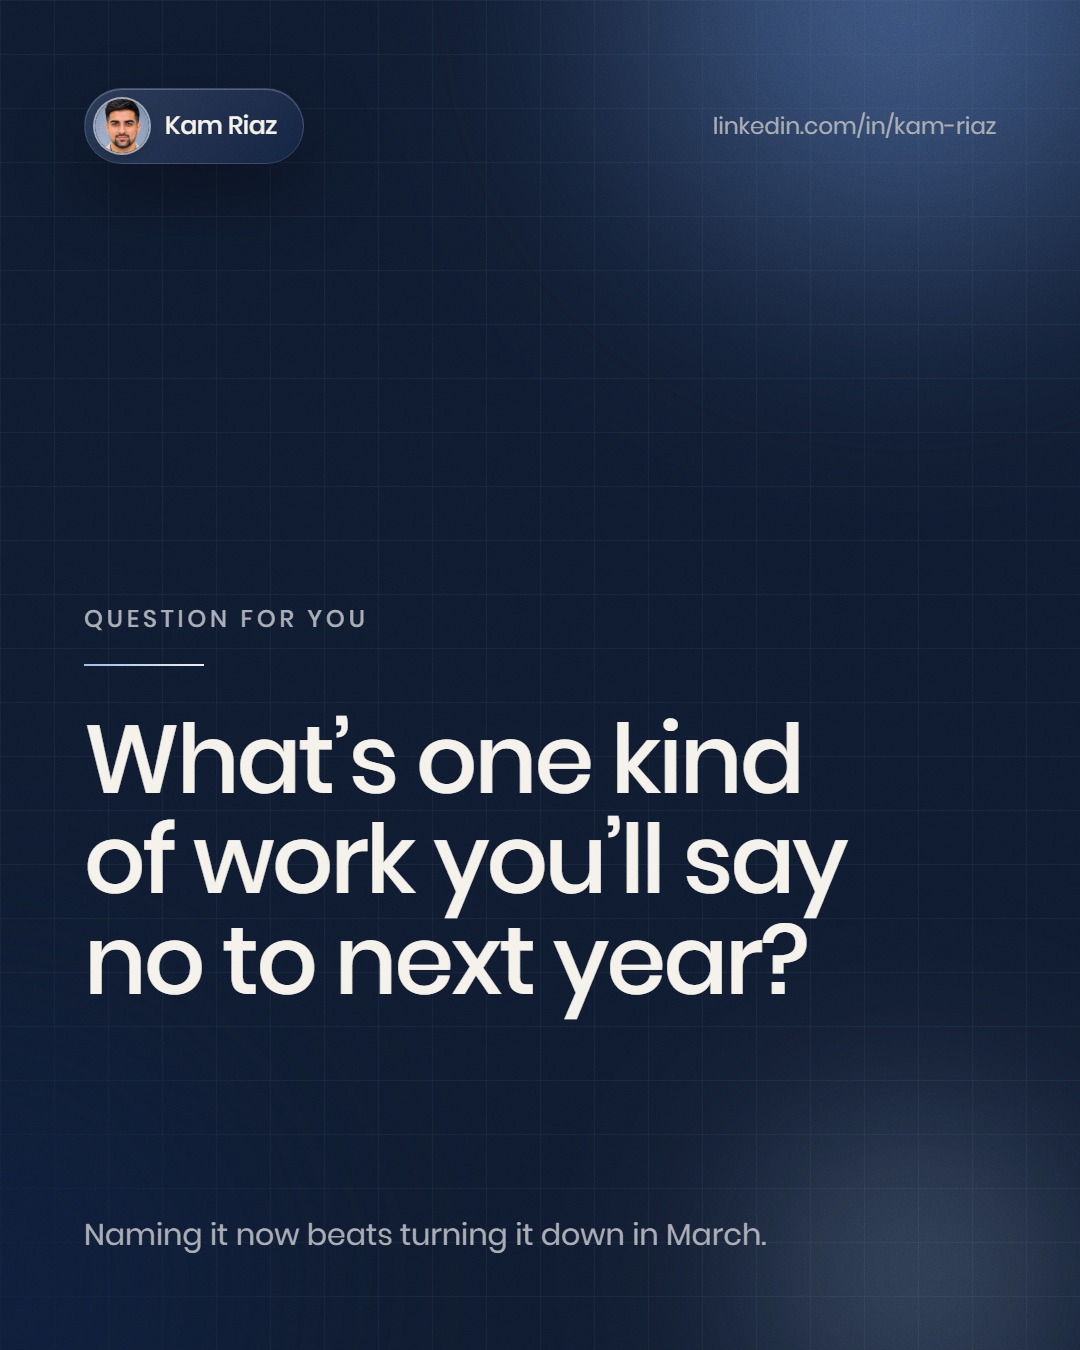 Kam Riaz
linkedin.com/in/kam-riaz
QUESTION FOR YOU
What’s one kind
of work you’ll say
no to next year?
Naming it now beats turning it down in March.